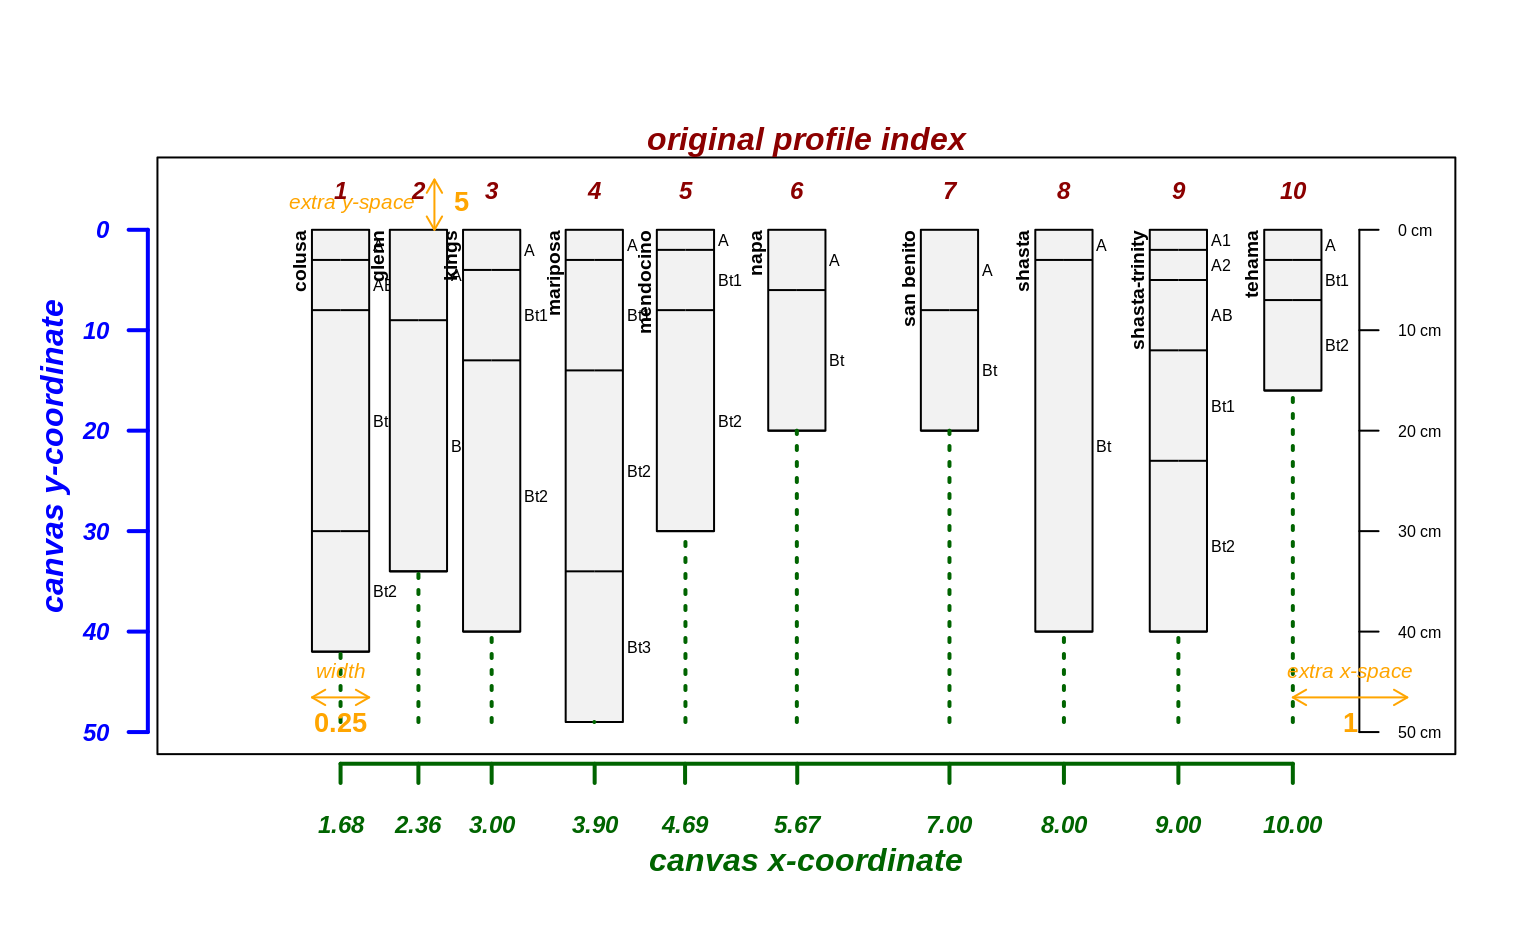 original profile index
1 2 3 4 5 6 7 8 9 10
extra y-space 5
canvas y-coordinate
0
10
20
30
40
50
colusa
Bt
Bt2
glenn
kings
A
Bt1
Bt2
mariposa
A
Bt2
Bt3
mendocino
A
Bt1
Bt2
napa
A
Bt
san benito
A
Bt
shasta
A
Bt
shasta-trinity
A1
A2
AB
Bt1
Bt2
tehama
A
Bt1
Bt2
0 cm
10 cm
20 cm
30 cm
40 cm
50 cm
width
0.25
extra x-space
1
1.68 2.36 3.00 3.90 4.69 5.67 7.00 8.00 9.00 10.00
canvas x-coordinate